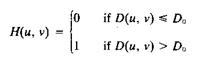 H(u, v) = { 0 if D(u, v) ⩽ D₀
1 if D(u, v) > D₀